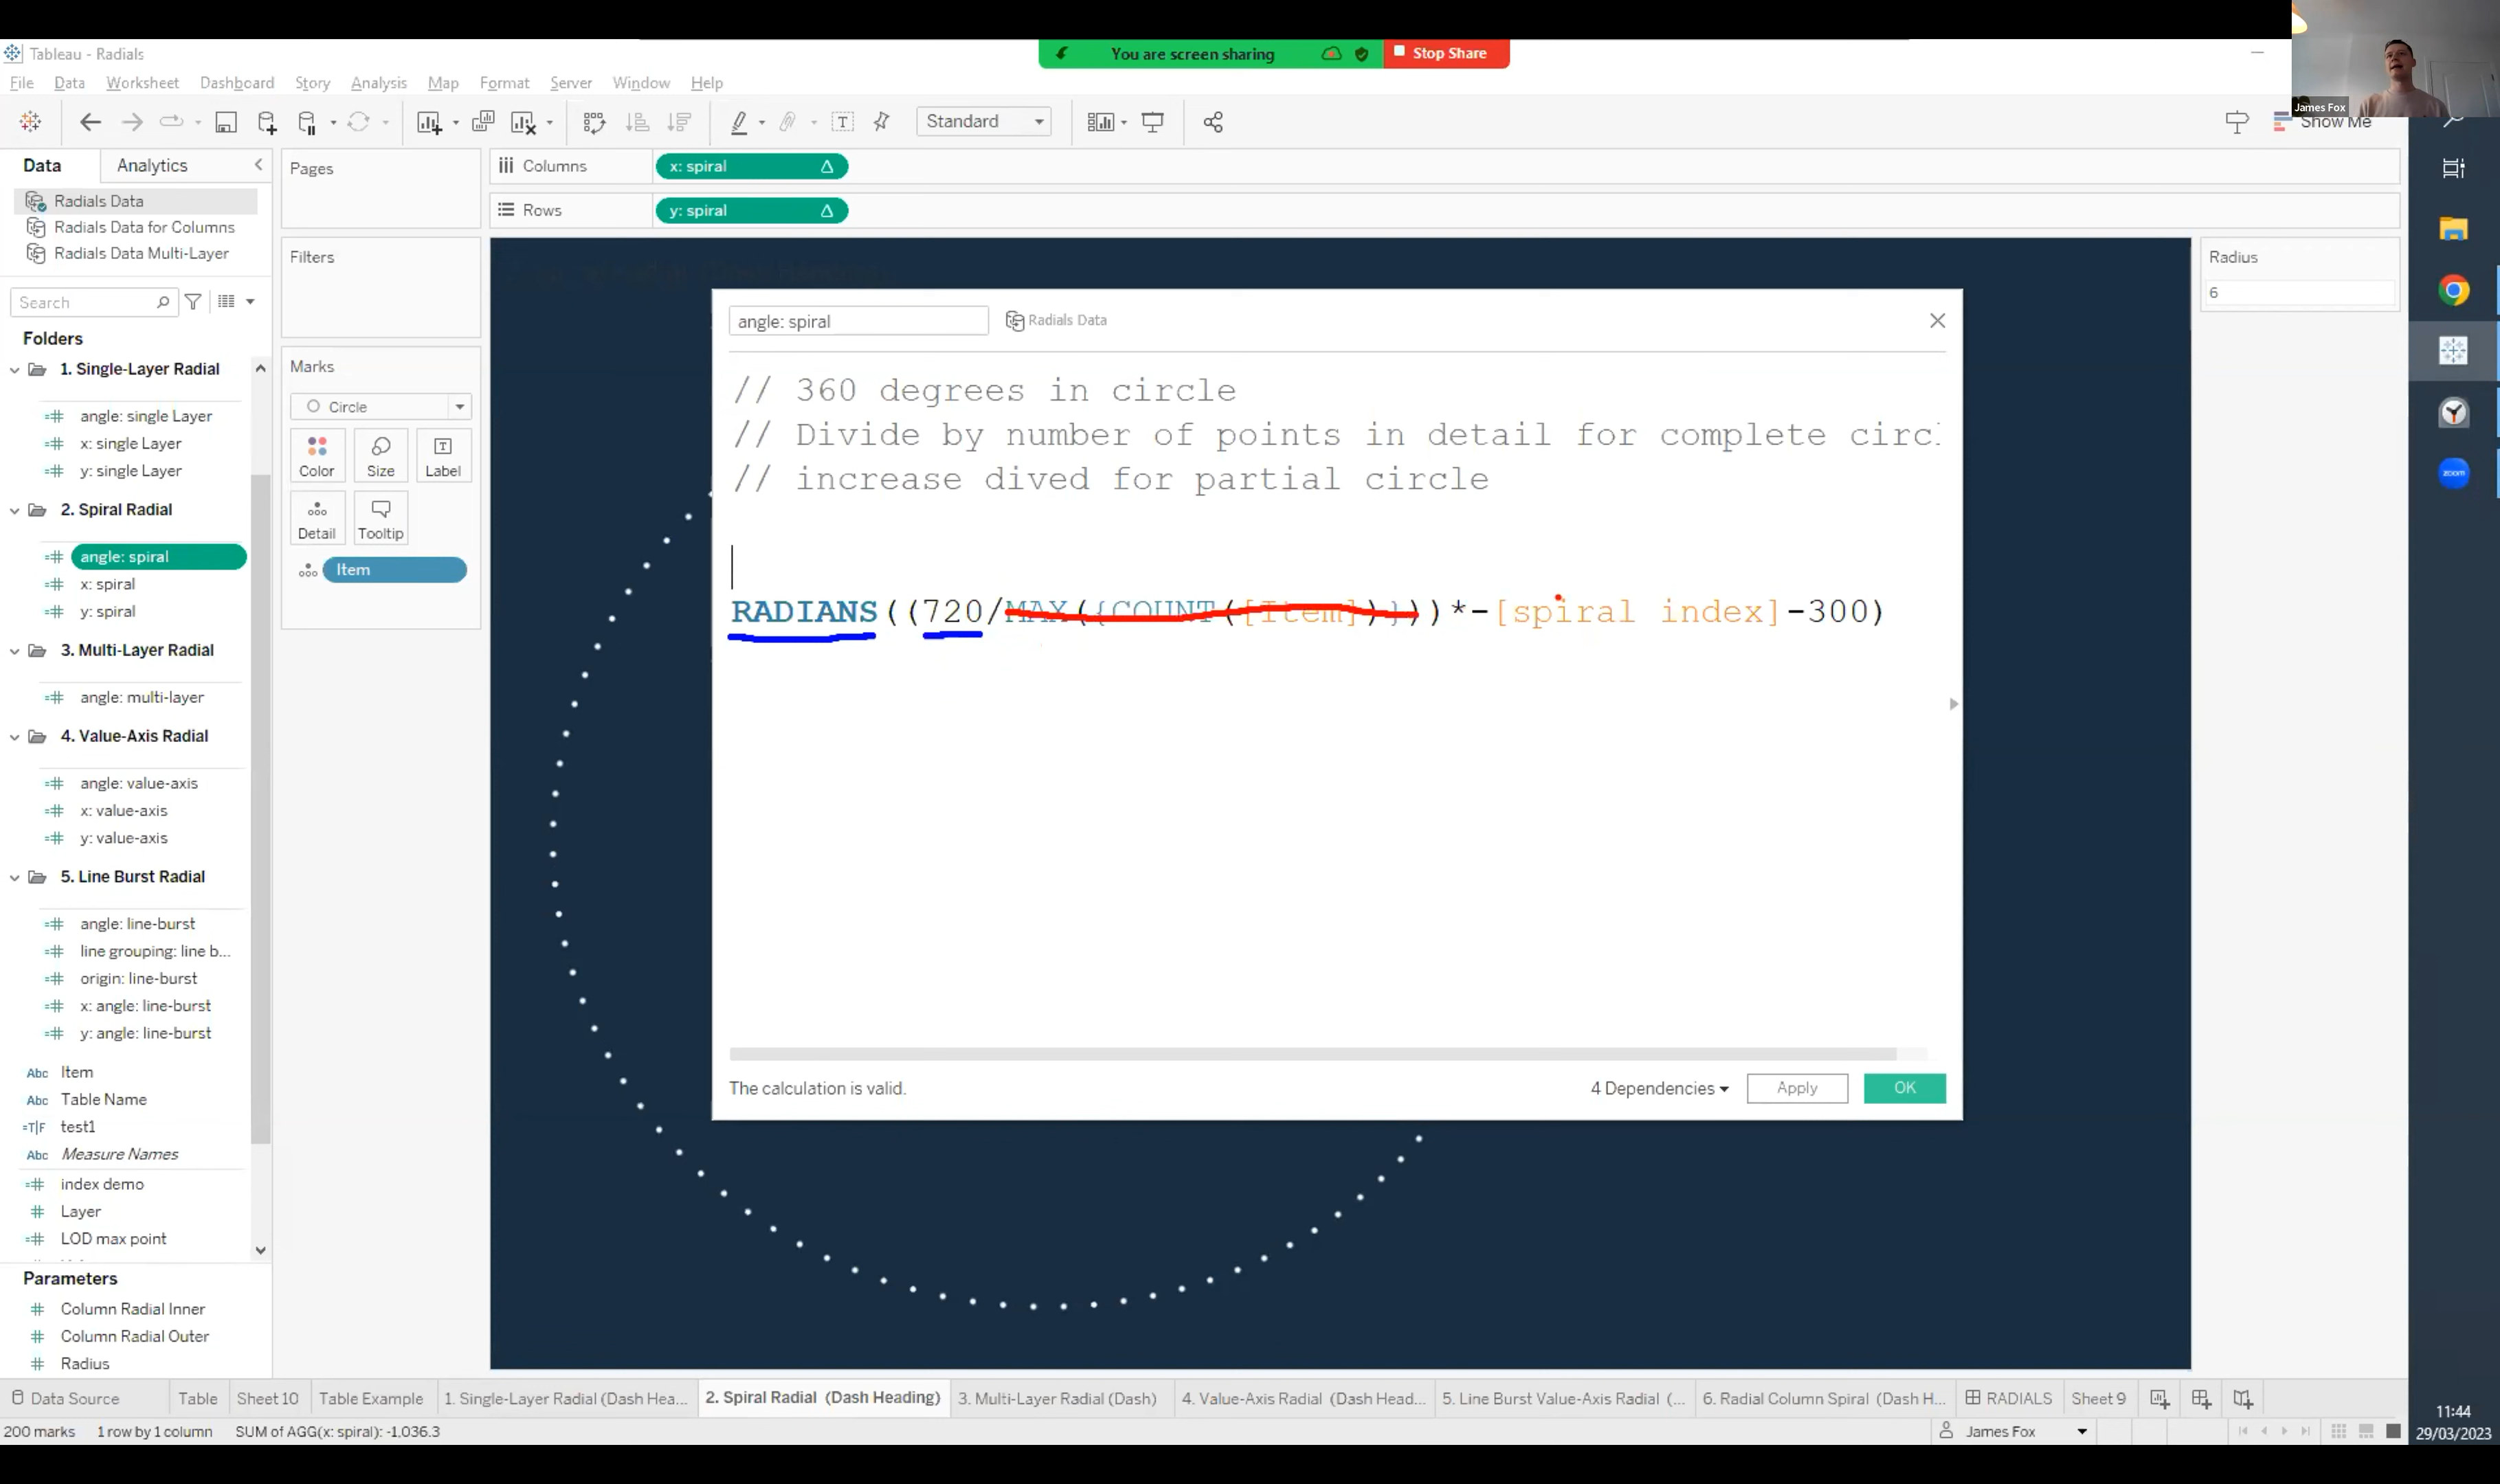 Tableau - Radials
You are screen sharing
Stop Share
James Fox
File Data Worksheet Dashboard Story Analysis Map Format Server Window Help
Standard
Show Me
Data Analytics
Radials Data
Radials Data for Columns
Radials Data Multi-Layer
Search
Folders
1. Single-Layer Radial
angle: single Layer
x: single Layer
y: single Layer
2. Spiral Radial
angle: spiral
x: spiral
y: spiral
3. Multi-Layer Radial
angle: multi-layer
4. Value-Axis Radial
angle: value-axis
x: value-axis
y: value-axis
5. Line Burst Radial
angle: line-burst
line grouping: line b...
origin: line-burst
x: angle: line-burst
y: angle: line-burst
Abc Item
Abc Table Name
=T|F test1
Abc Measure Names
=# index demo
# Layer
=# LOD max point
Parameters
# Column Radial Inner
# Column Radial Outer
# Radius
Pages
Filters
Marks
Circle
Color Size Label
Detail Tooltip
Item
Columns x: spiral
Rows y: spiral
Radius
6
angle: spiral Radials Data
// 360 degrees in circle
// Divide by number of points in detail for complete circ
// increase dived for partial circle
RADIANS((720/MAX({COUNT([Item])}))*-[spiral index]-300)
The calculation is valid.
4 Dependencies Apply OK
zoom
Data Source Table Sheet 10 Table Example 1. Single-Layer Radial (Dash Hea... 2. Spiral Radial (Dash Heading) 3. Multi-Layer Radial (Dash) 4. Value-Axis Radial (Dash Head... 5. Line Burst Value-Axis Radial (... 6. Radial Column Spiral (Dash H... RADIALS Sheet 9
200 marks 1 row by 1 column SUM of AGG(x: spiral): -1,036.3
James Fox
11:44
29/03/2023